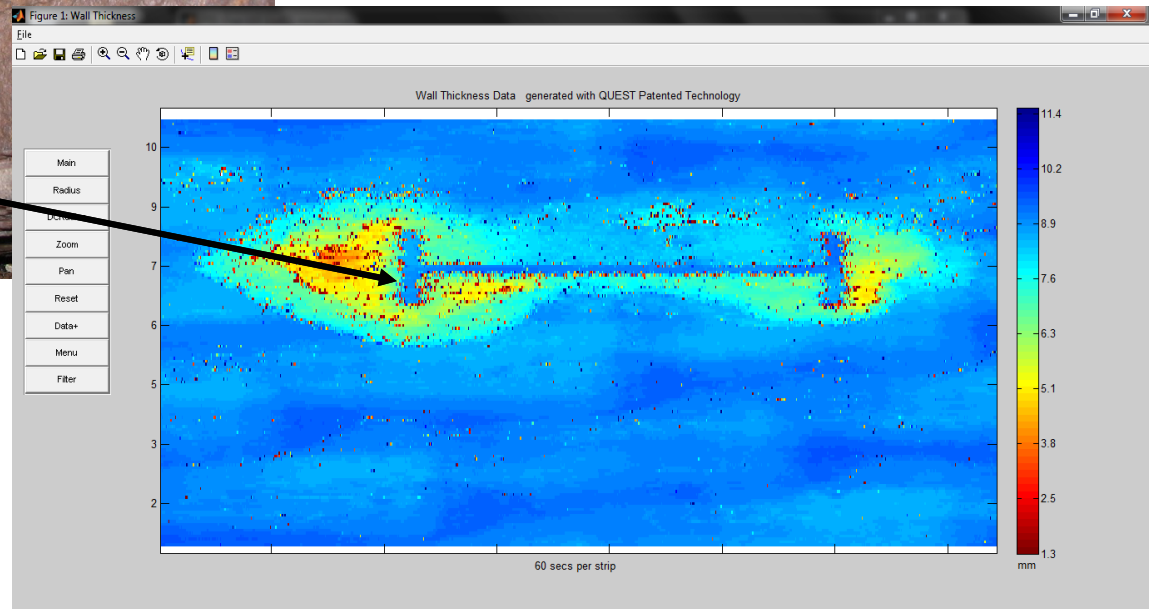 Figure 1: Wall Thickness
File
Wall Thickness Data generated with QUEST Patented Technology
Main
Radius
Zoom
Pan
Reset
Data+
Menu
Filter
10
9
7
6
5
3
2
60 secs per strip
11.4
10.2
8.9
7.6
6.3
5.1
3.8
2.5
1.3
mm